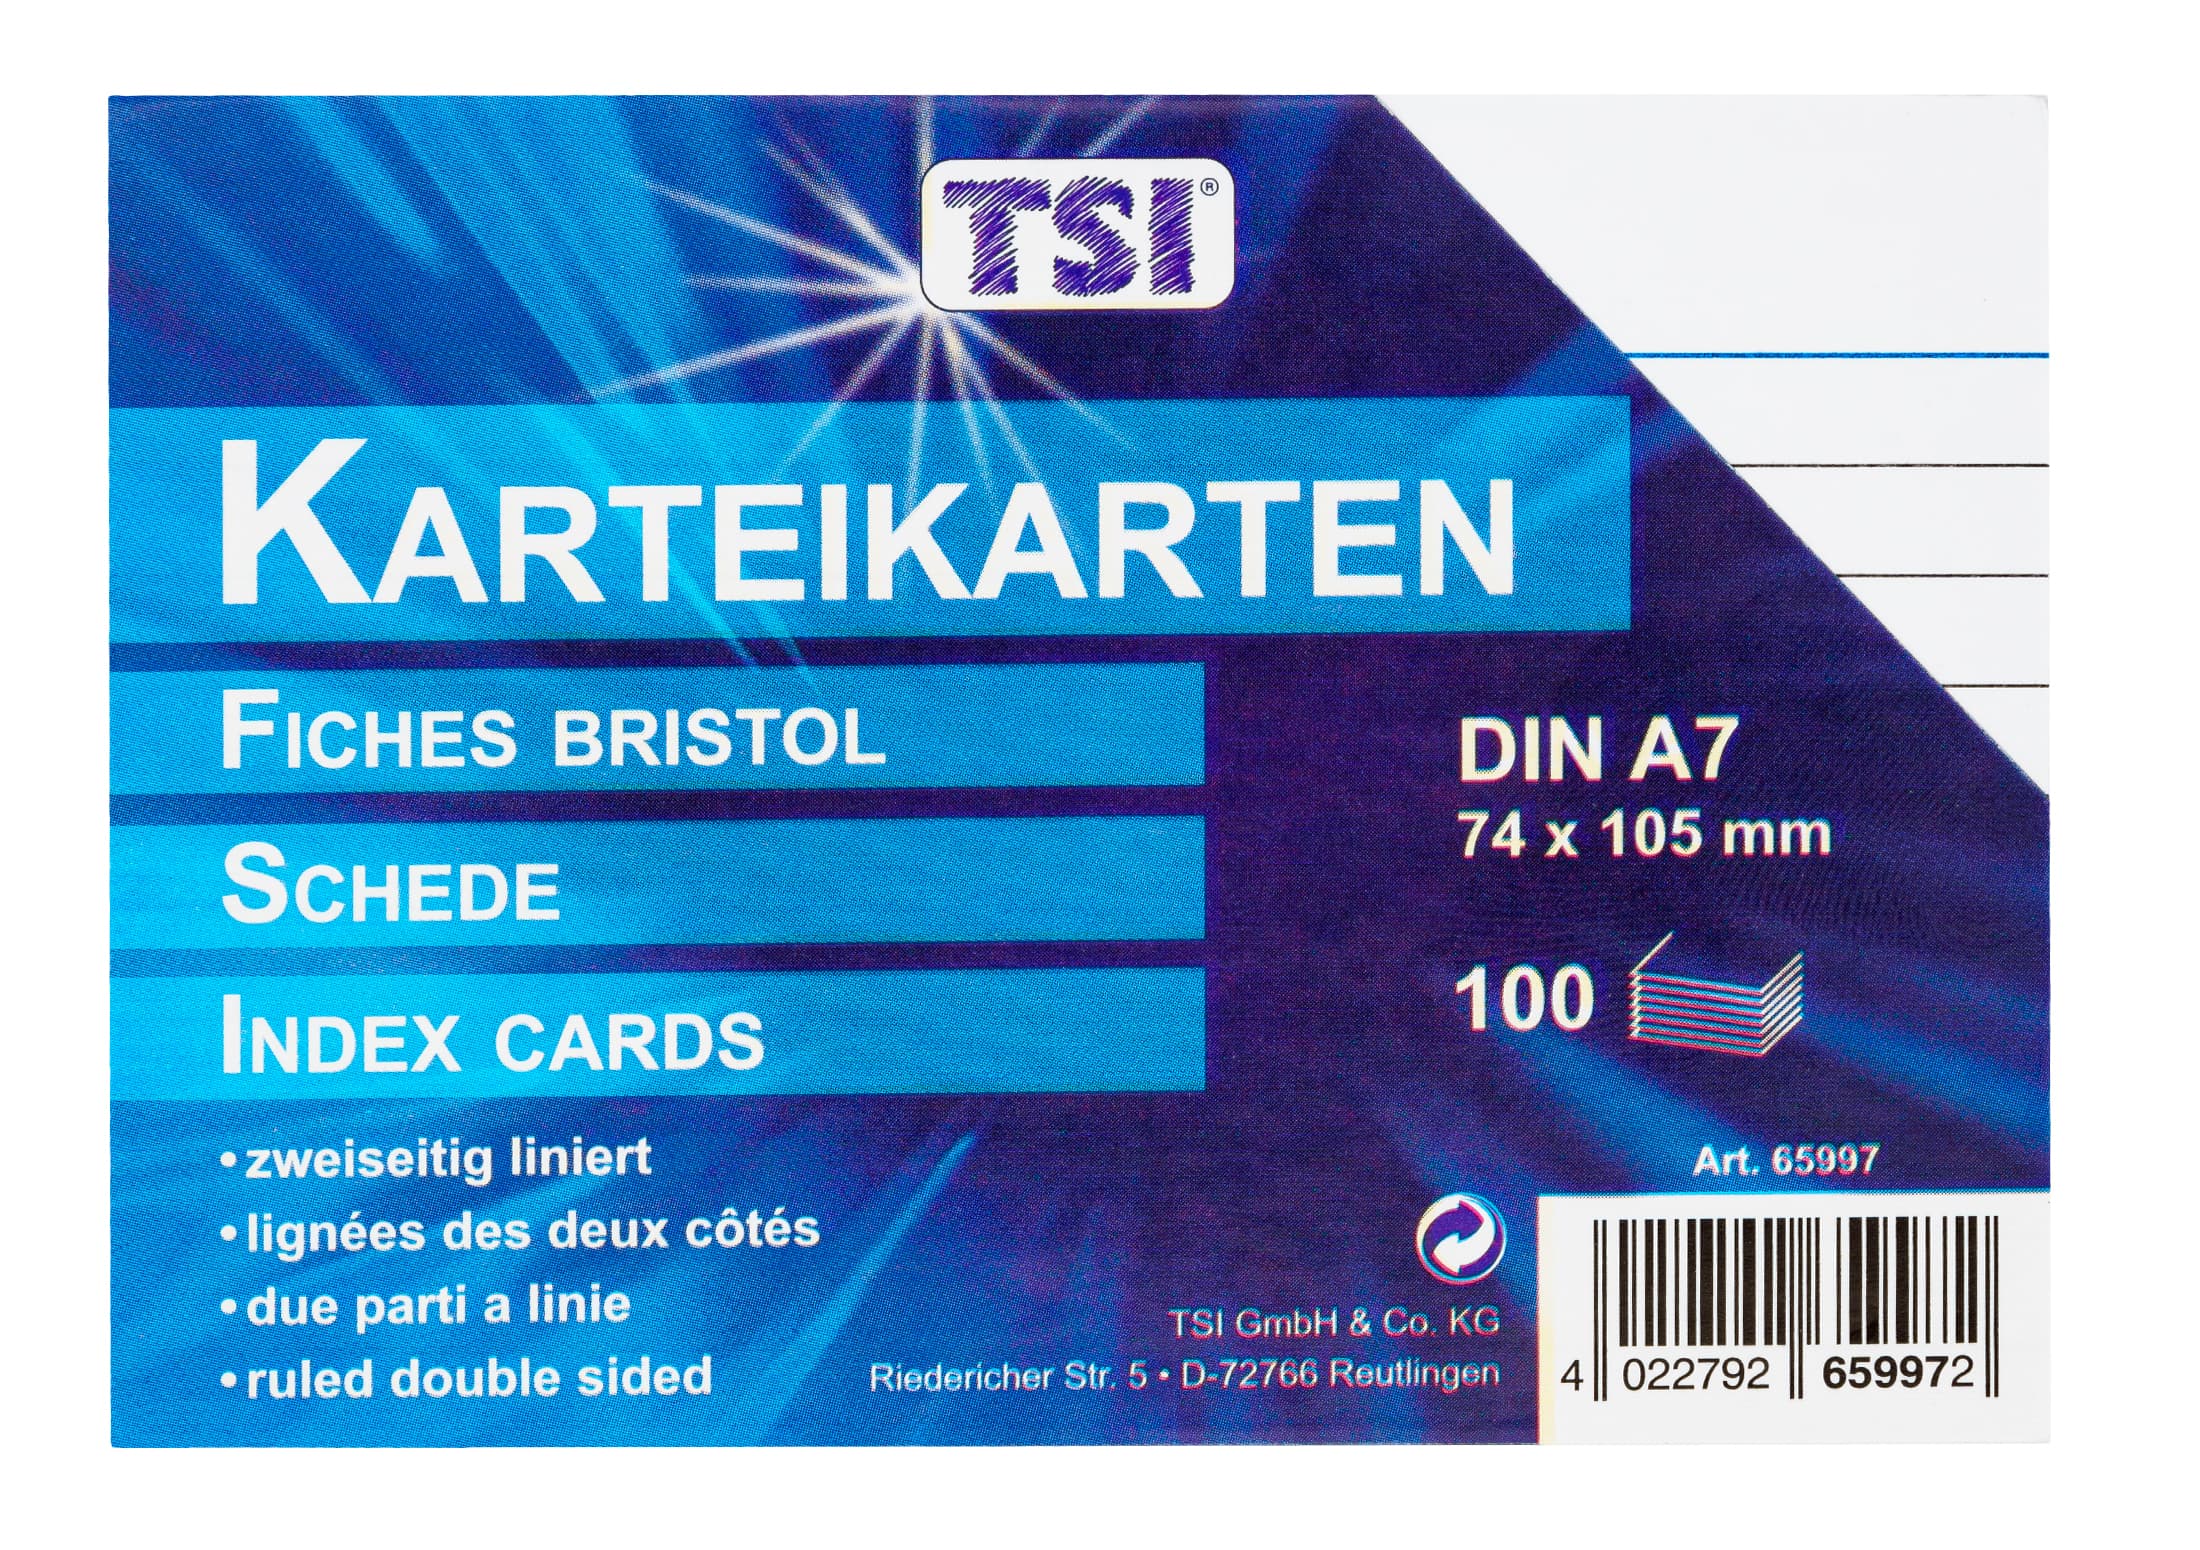 TSI®
KARTEIKARTEN
FICHES BRISTOL
SCHEDE
INDEX CARDS
DIN A7
74 x 105 mm
100
• zweiseitig liniert
• lignées des deux côtés
• due parti a linie
• ruled double sided
Art. 65997
TSI GmbH & Co. KG
Riedericher Str. 5 • D-72766 Reutlingen
4 022792 659972